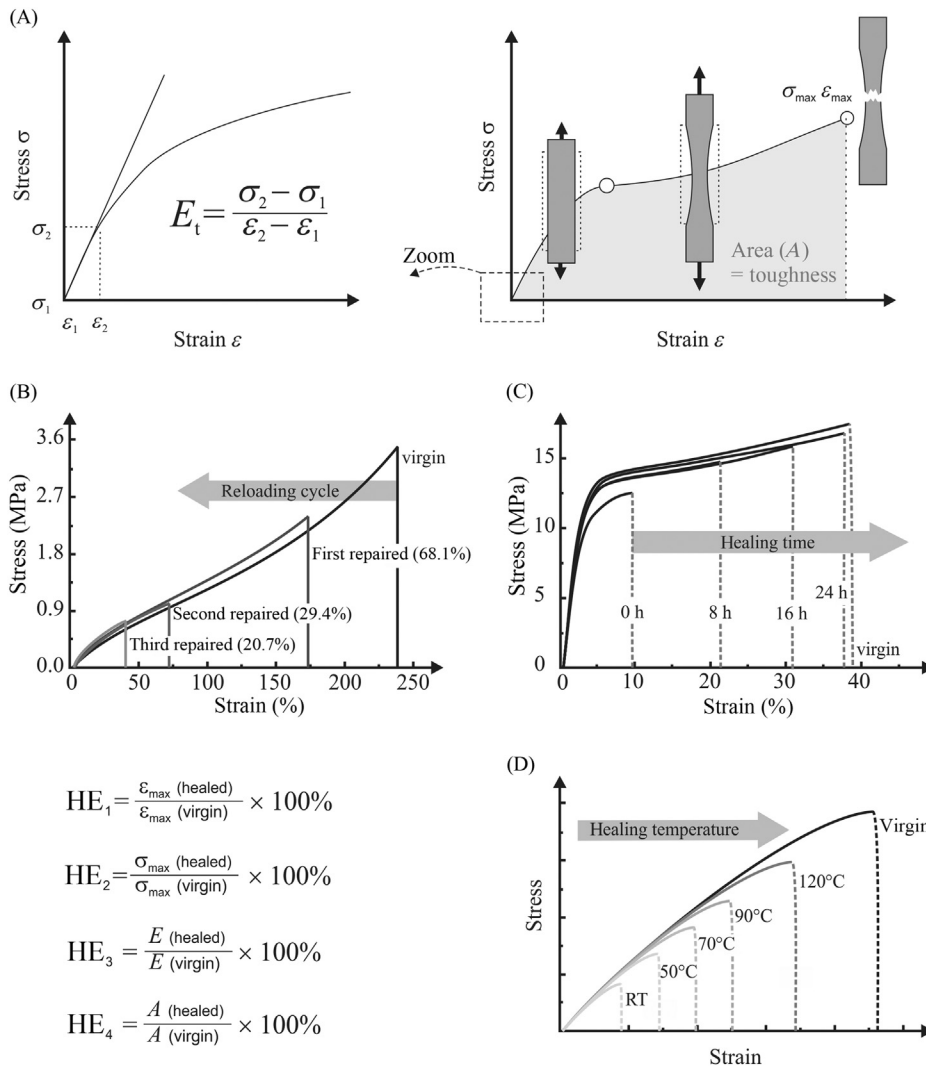 (A)
Stress σ
σ₂
σ₁
ε₁
ε₂
Strain ε
Eₜ = (σ₂ − σ₁) / (ε₂ − ε₁)
Zoom
Stress σ
σmax εmax
Area (A)
= toughness
Strain ε
(B)
Stress (MPa)
3.6
2.7
1.8
0.9
0.0
virgin
Reloading cycle
First repaired (68.1%)
Second repaired (29.4%)
Third repaired (20.7%)
0 50 100 150 200 250
Strain (%)
(C)
Stress (MPa)
15
10
5
0
Healing time
0 h
8 h
16 h
24 h
virgin
0 10 20 30 40
Strain (%)
HE₁ = εmax (healed) / εmax (virgin) × 100%
HE₂ = σmax (healed) / σmax (virgin) × 100%
HE₃ = E (healed) / E (virgin) × 100%
HE₄ = A (healed) / A (virgin) × 100%
(D)
Stress
Healing temperature
Virgin
120°C
90°C
70°C
50°C
RT
Strain